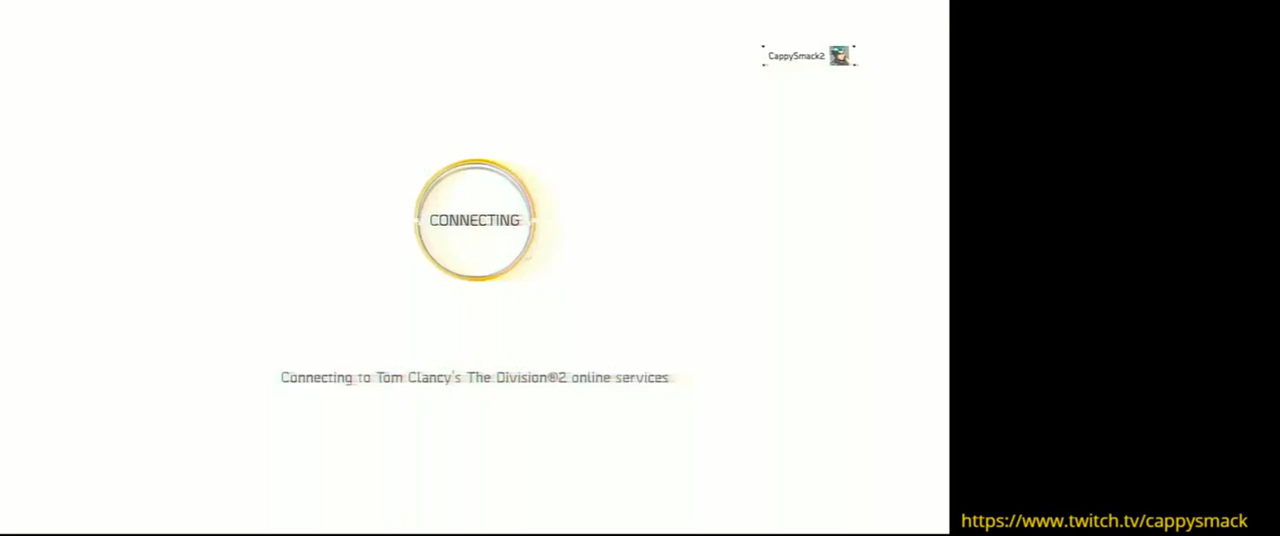 CappySmack2
CONNECTING
Connecting to Tom Clancy's The Division®2 online services
https://www.twitch.tv/cappysmack